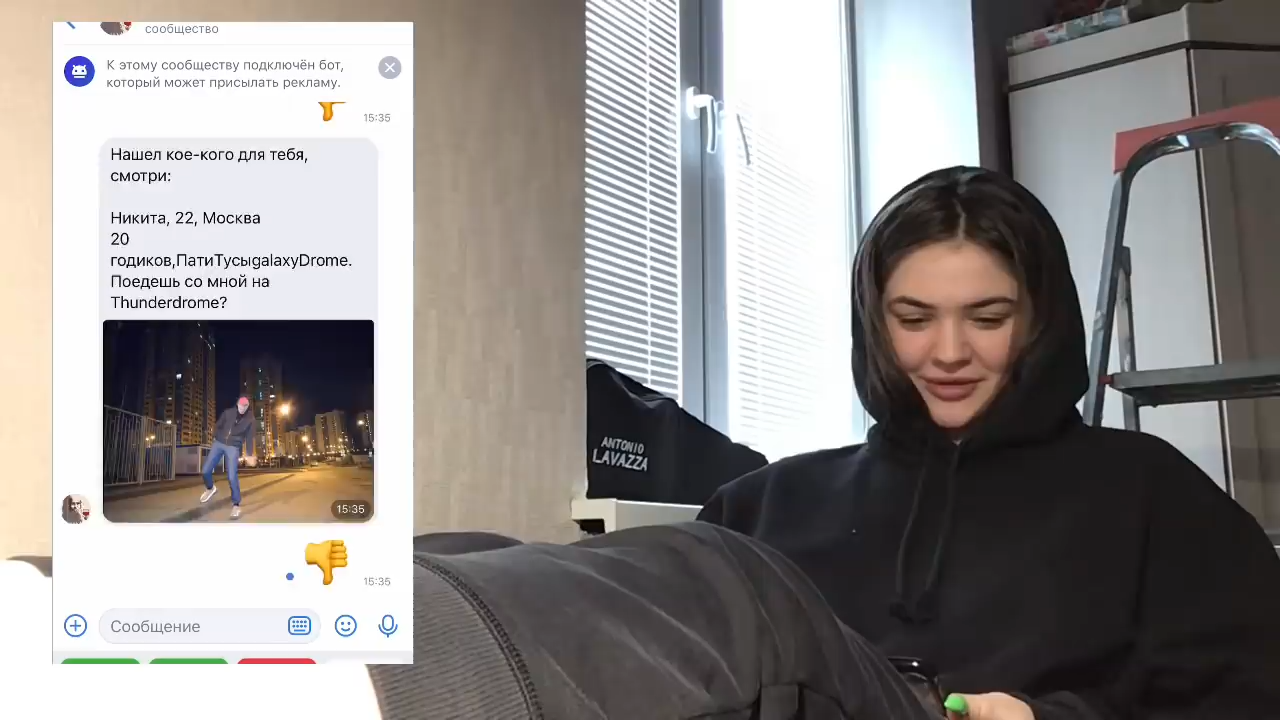 сообщество
К этому сообществу подключён бот,
который может присылать рекламу.
15:35
Нашел кое-кого для тебя,
смотри:
Никита, 22, Москва
20
годиков,ПатиТусыgalaxyDrome.
Поедешь со мной на
Thunderdrome?
15:35
15:35
Сообщение
ANTONIO
LAVAZZA